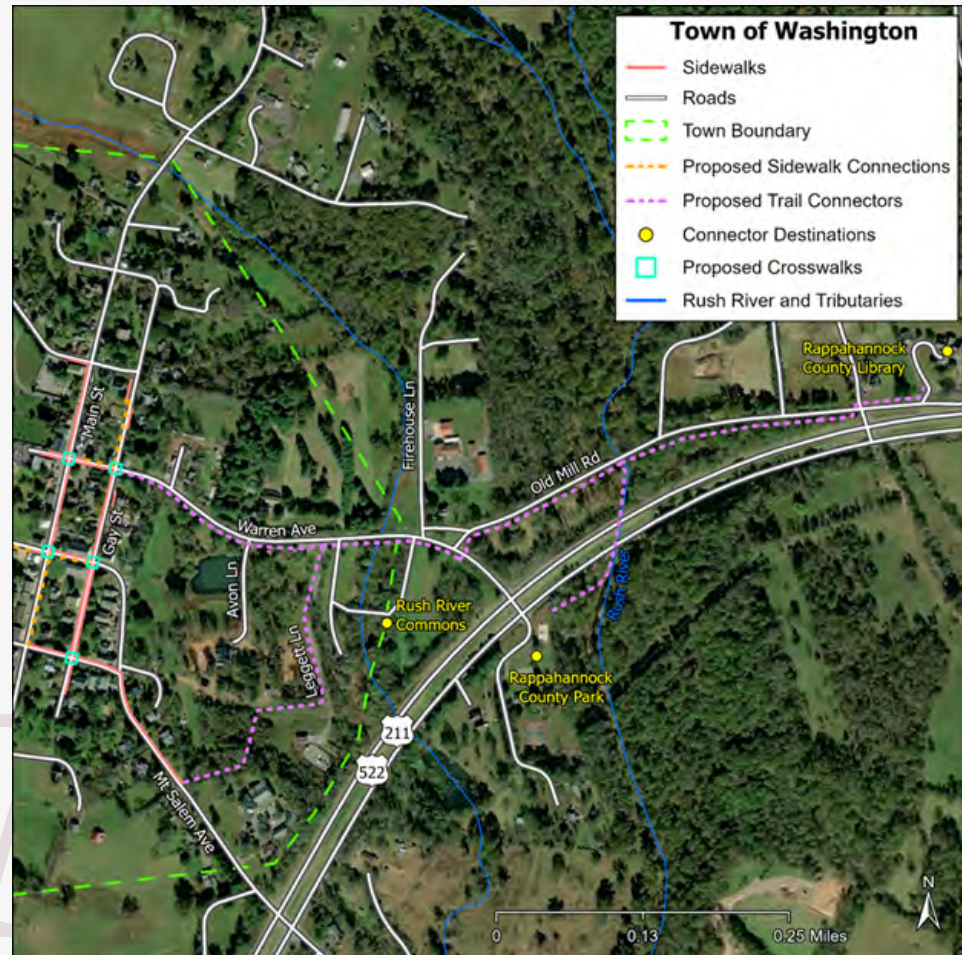 Town of Washington
Sidewalks
Roads
Town Boundary
Proposed Sidewalk Connections
Proposed Trail Connectors
Connector Destinations
Proposed Crosswalks
Rush River and Tributaries
Rappahannock
County Library
Main St
Firehouse Ln
Old Mill Rd
Gay St
Warren Ave
Avon Ln
Rush River
Commons
Rush River
Leggett Ln
Rappahannock
County Park
211
522
Mt Salem Ave
N
0
0.13
0.25 Miles